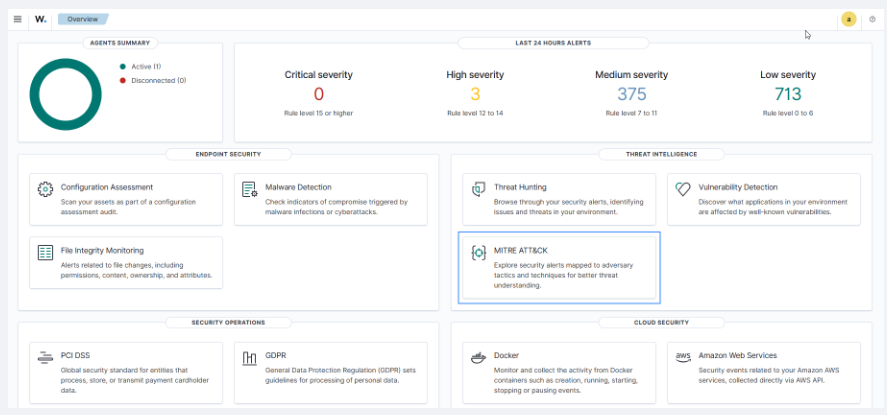 W. Overview a
AGENTS SUMMARY
Active (1)
Disconnected (0)
LAST 24 HOURS ALERTS
Critical severity
0
Rule level 15 or higher
High severity
3
Rule level 12 to 14
Medium severity
375
Rule level 7 to 11
Low severity
713
Rule level 0 to 6
ENDPOINT SECURITY
Configuration Assessment
Scan your assets as part of a configuration
assessment audit.
Malware Detection
Check indicators of compromise triggered by
malware infections or cyberattacks.
File Integrity Monitoring
Alerts related to file changes, including
permissions, content, ownership, and attributes.
THREAT INTELLIGENCE
Threat Hunting
Browse through your security alerts, identifying
issues and threats in your environment.
Vulnerability Detection
Discover what applications in your environment
are affected by well-known vulnerabilities.
MITRE ATT&CK
Explore security alerts mapped to adversary
tactics and techniques for better threat
understanding.
SECURITY OPERATIONS
PCI DSS
Global security standard for entities that
process, store, or transmit payment cardholder
data.
GDPR
General Data Protection Regulation (GDPR) sets
guidelines for processing of personal data.
CLOUD SECURITY
Docker
Monitor and collect the activity from Docker
containers such as creation, running, starting,
stopping or pausing events.
aws
Amazon Web Services
Security events related to your Amazon AWS
services, collected directly via AWS API.